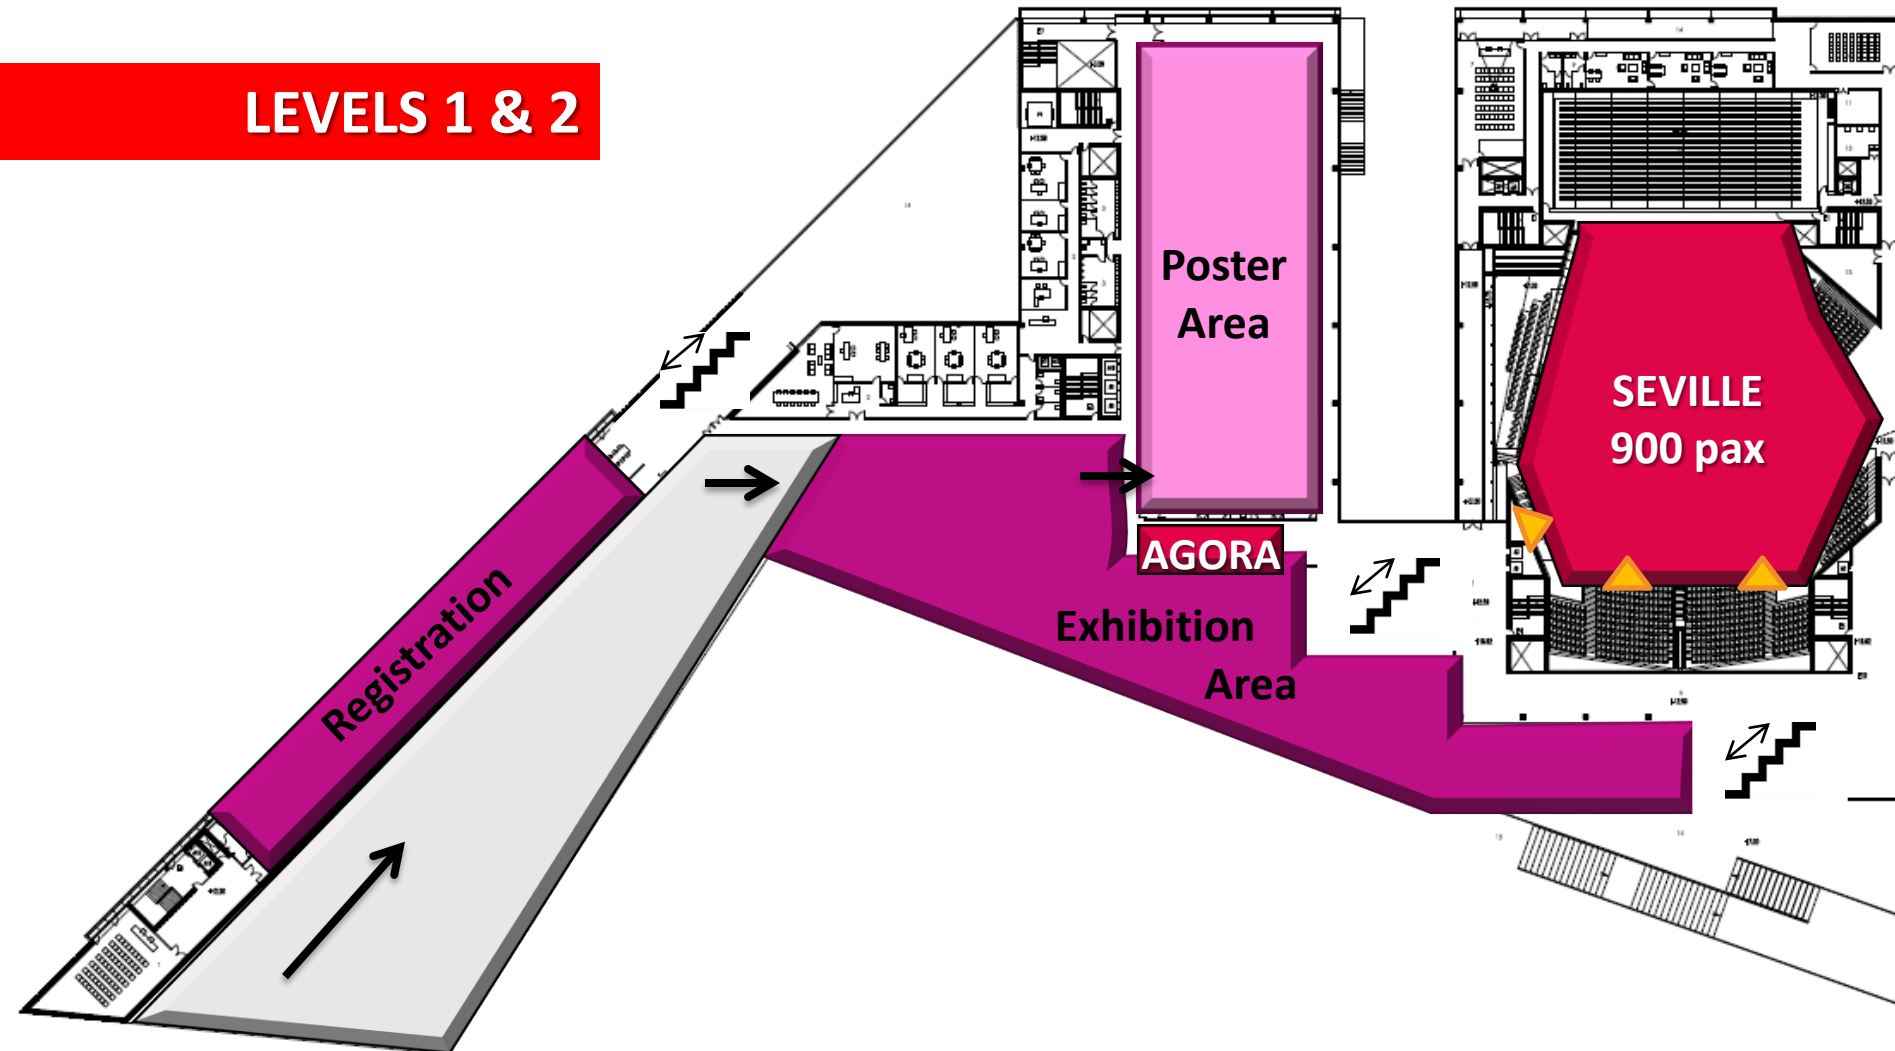 LEVELS 1 & 2
Poster
Area
SEVILLE
900 pax
AGORA
Registration
Exhibition
Area